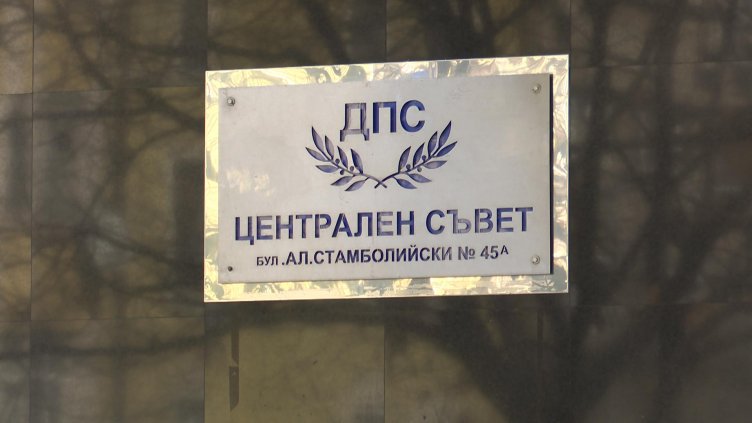 ДПС
ЦЕНТРАЛЕН СЪВЕТ
БУЛ .АЛ.СТАМБОЛИЙСКИ № 45А